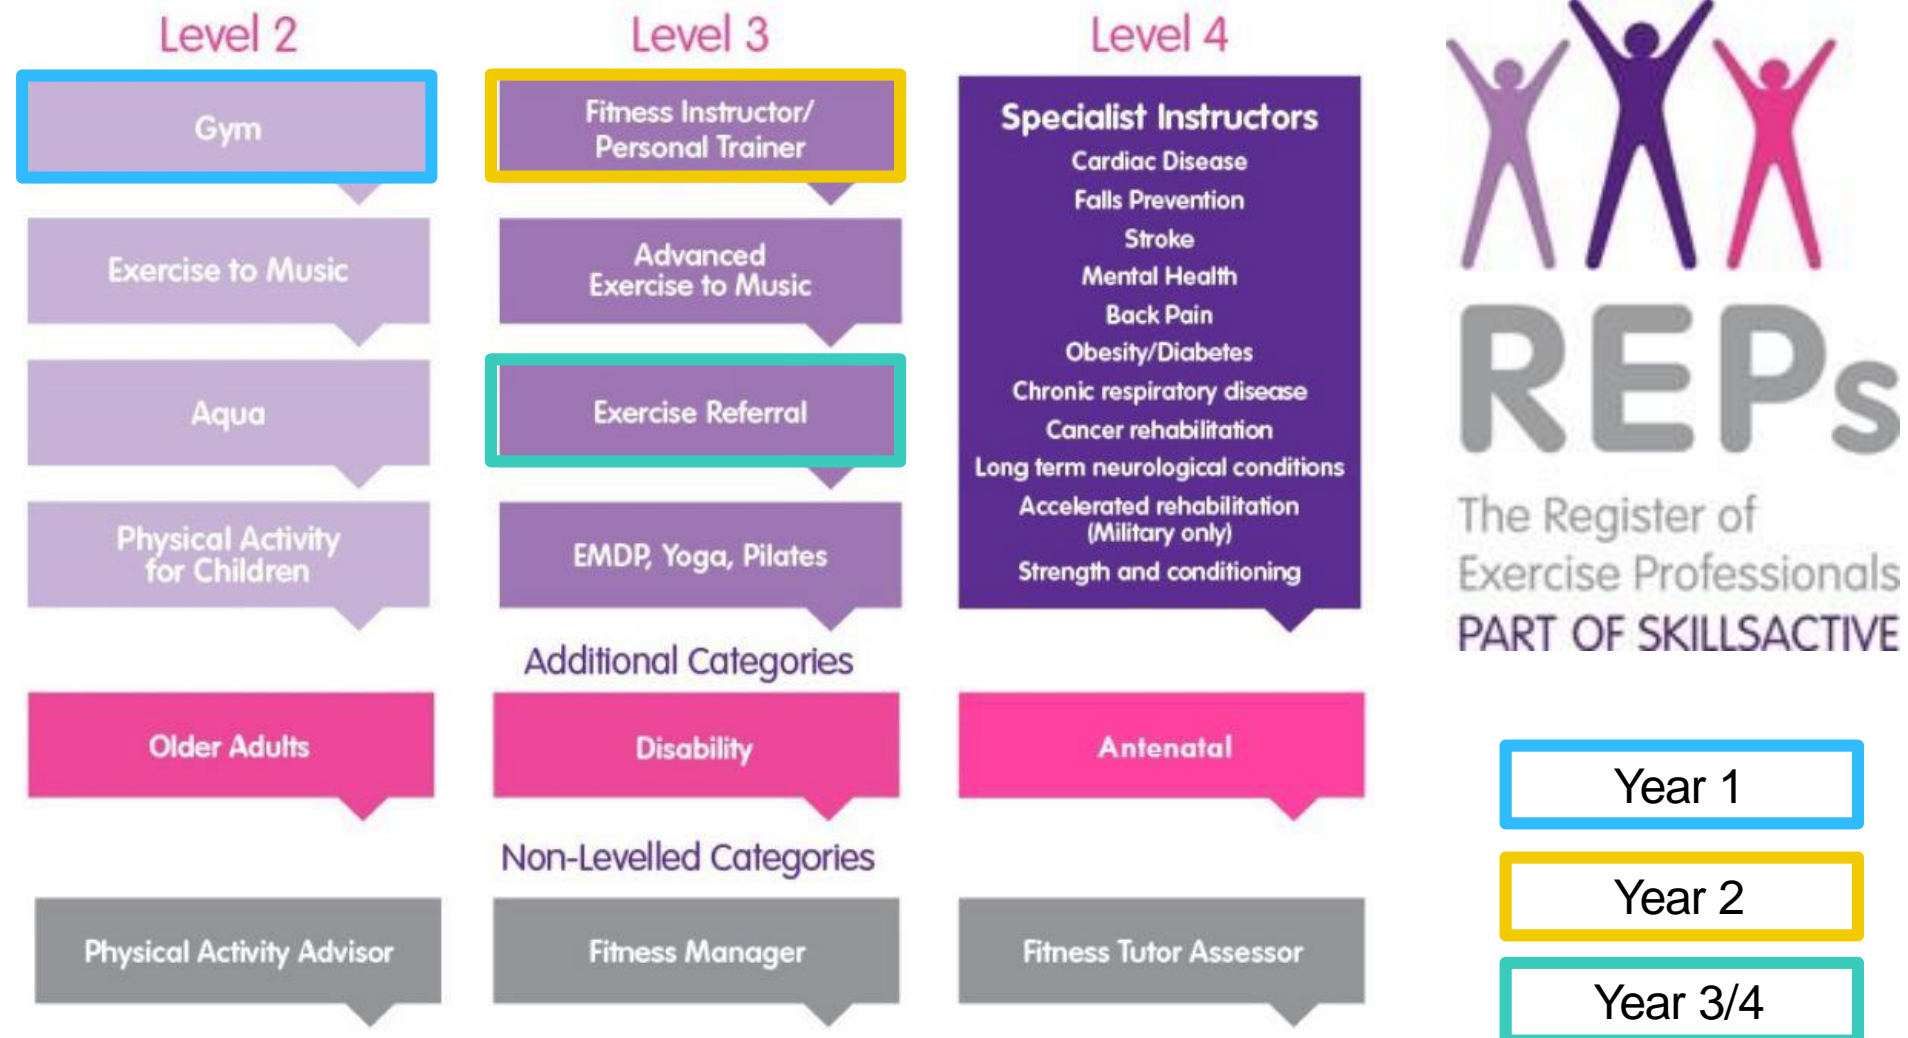 Level 2
Gym
Exercise to Music
Aqua
Physical Activity
for Children
Level 3
Fitness Instructor/
Personal Trainer
Advanced
Exercise to Music
Exercise Referral
EMDP, Yoga, Pilates
Level 4
Specialist Instructors
Cardiac Disease
Falls Prevention
Stroke
Mental Health
Back Pain
Obesity/Diabetes
Chronic respiratory disease
Cancer rehabilitation
Long term neurological conditions
Accelerated rehabilitation
(Military only)
Strength and conditioning
Additional Categories
Older Adults
Disability
Antenatal
Non-Levelled Categories
Physical Activity Advisor
Fitness Manager
Fitness Tutor Assessor
REPs
The Register of
Exercise Professionals
PART OF SKILLSACTIVE
Year 1
Year 2
Year 3/4